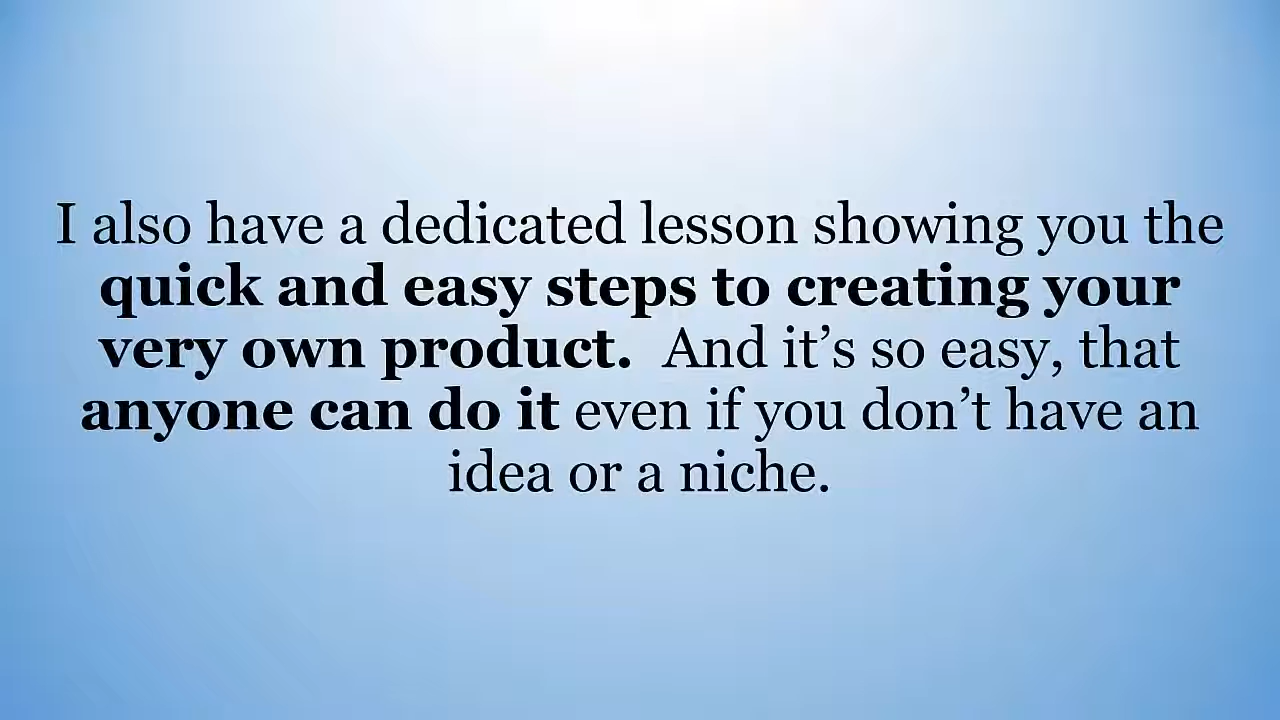 I also have a dedicated lesson showing you the
quick and easy steps to creating your
very own product.  And it’s so easy, that
anyone can do it even if you don’t have an
idea or a niche.